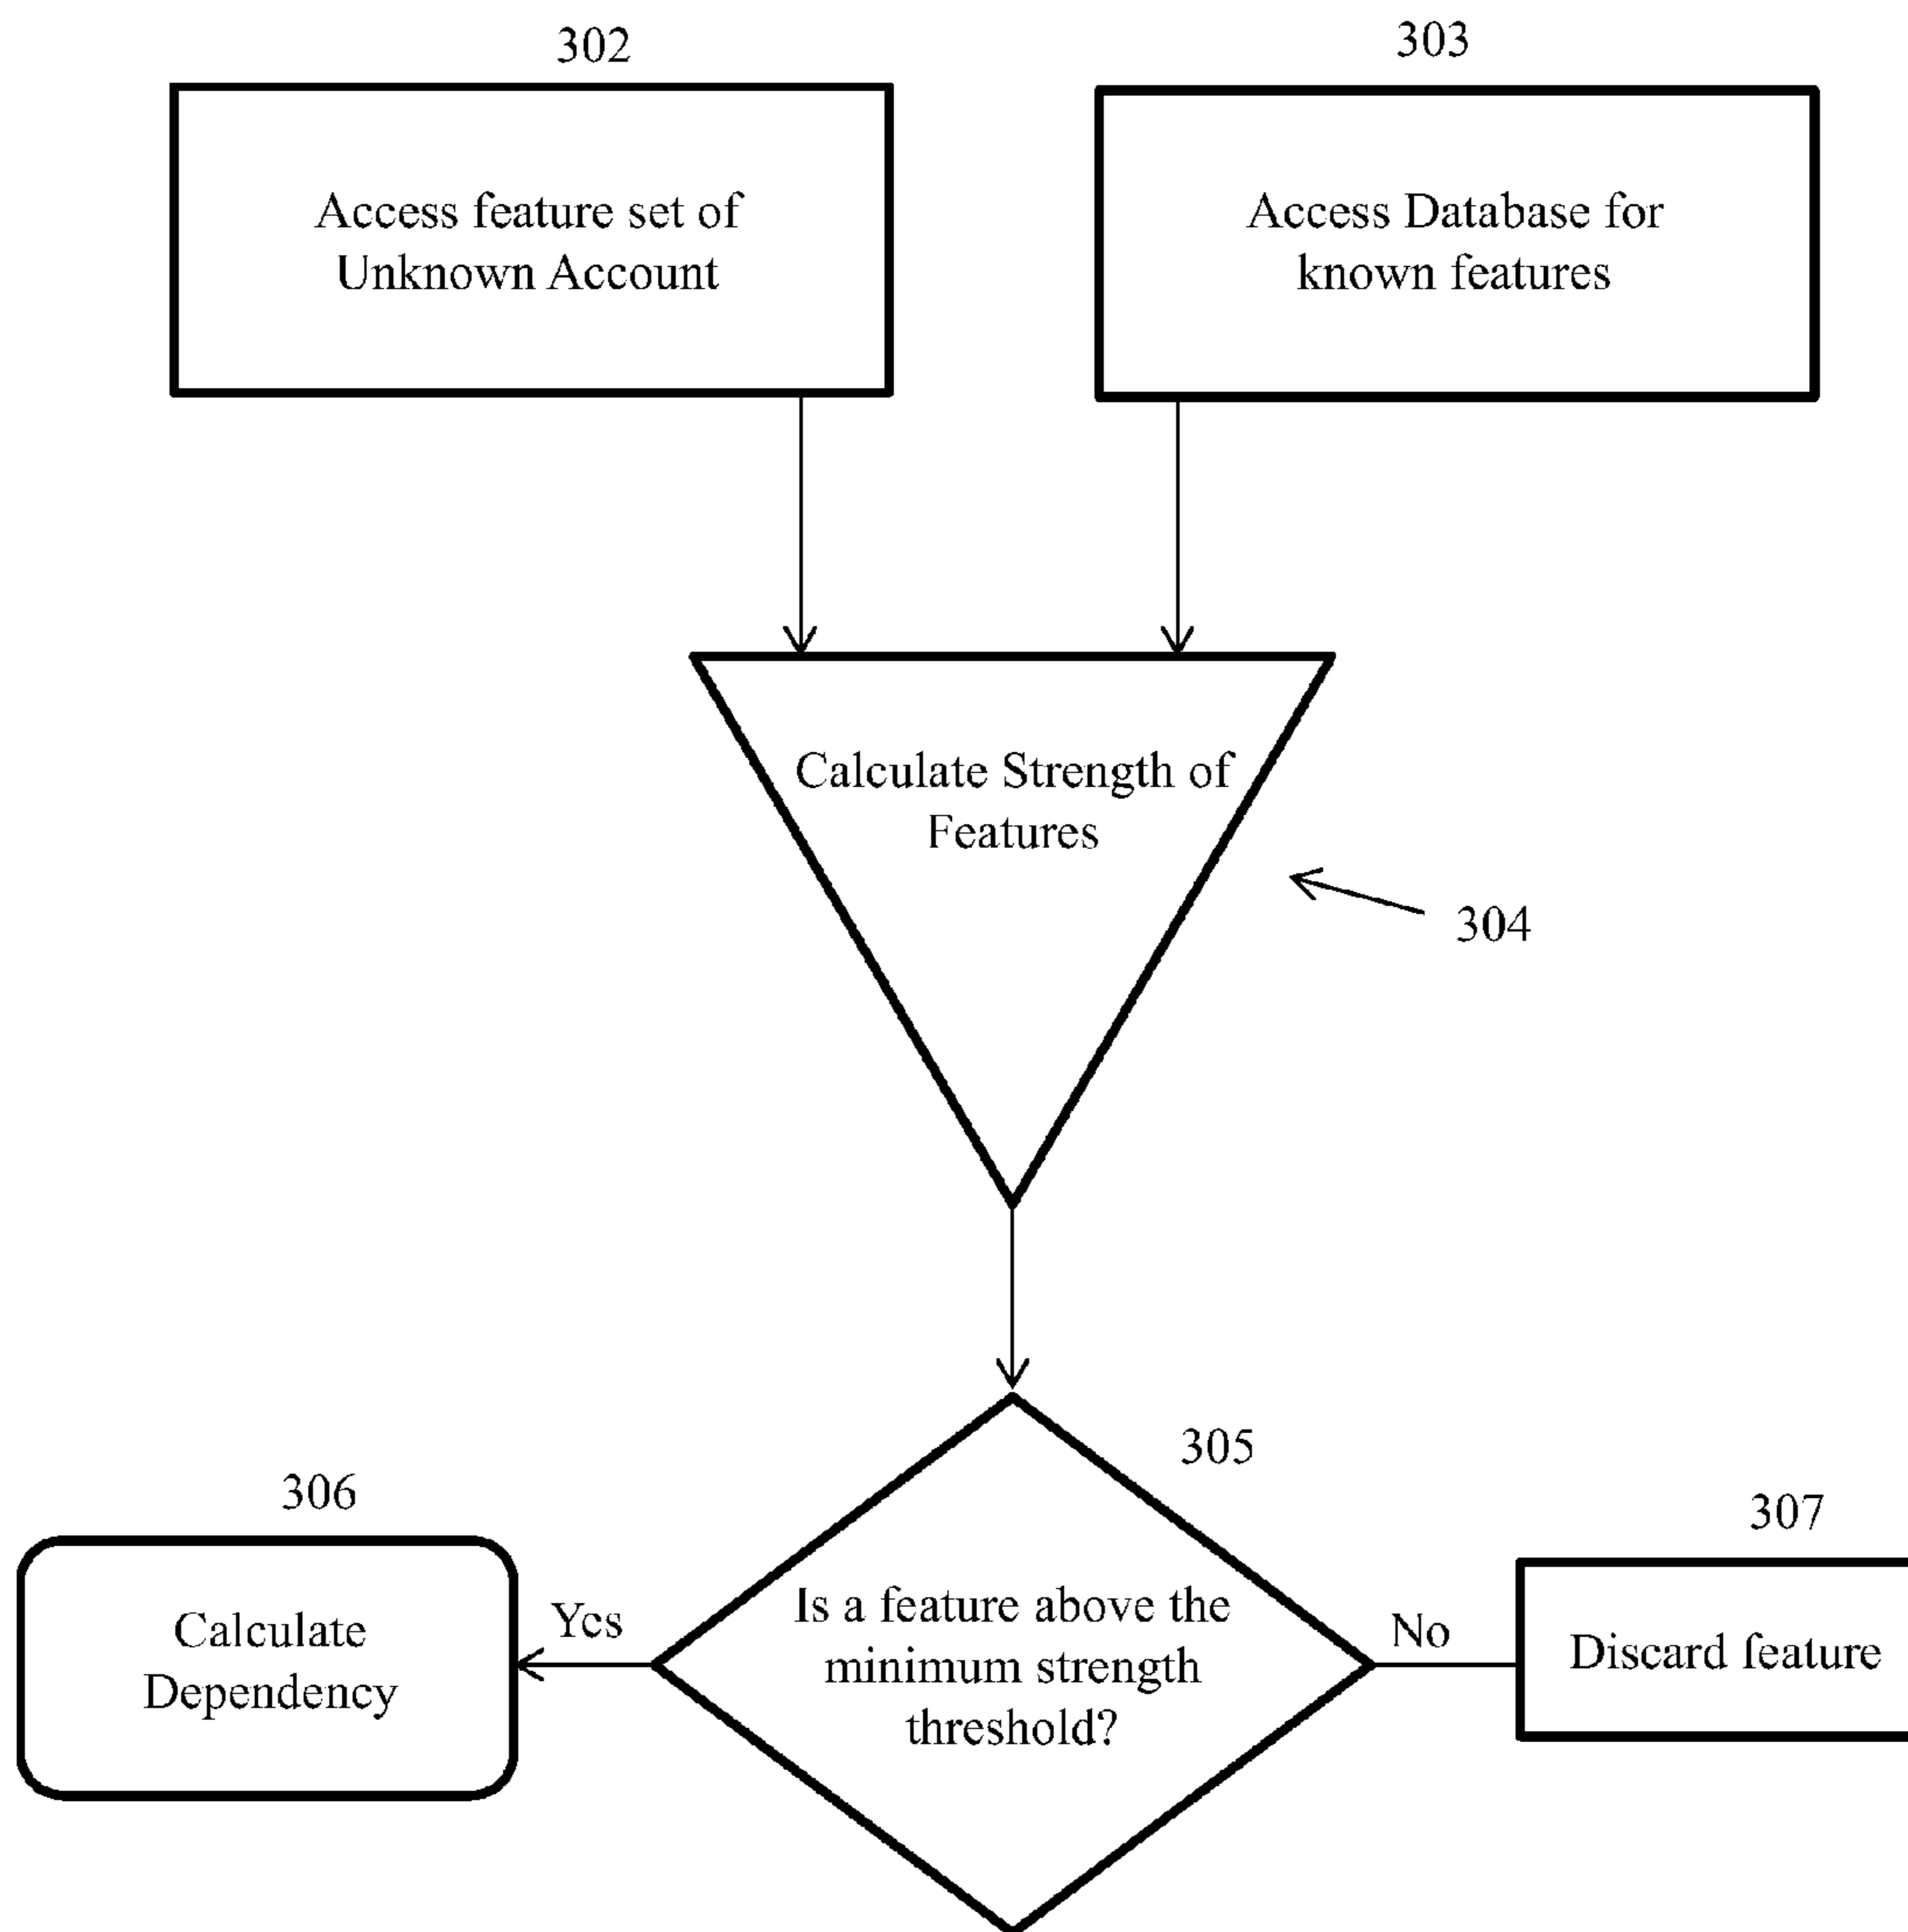 302
303
Access feature set of
Unknown Account
Access Database for
known features
Calculate Strength of
Features
304
305
306
307
Calculate
Dependency
Yes
Is a feature above the
minimum strength
threshold?
No
Discard feature